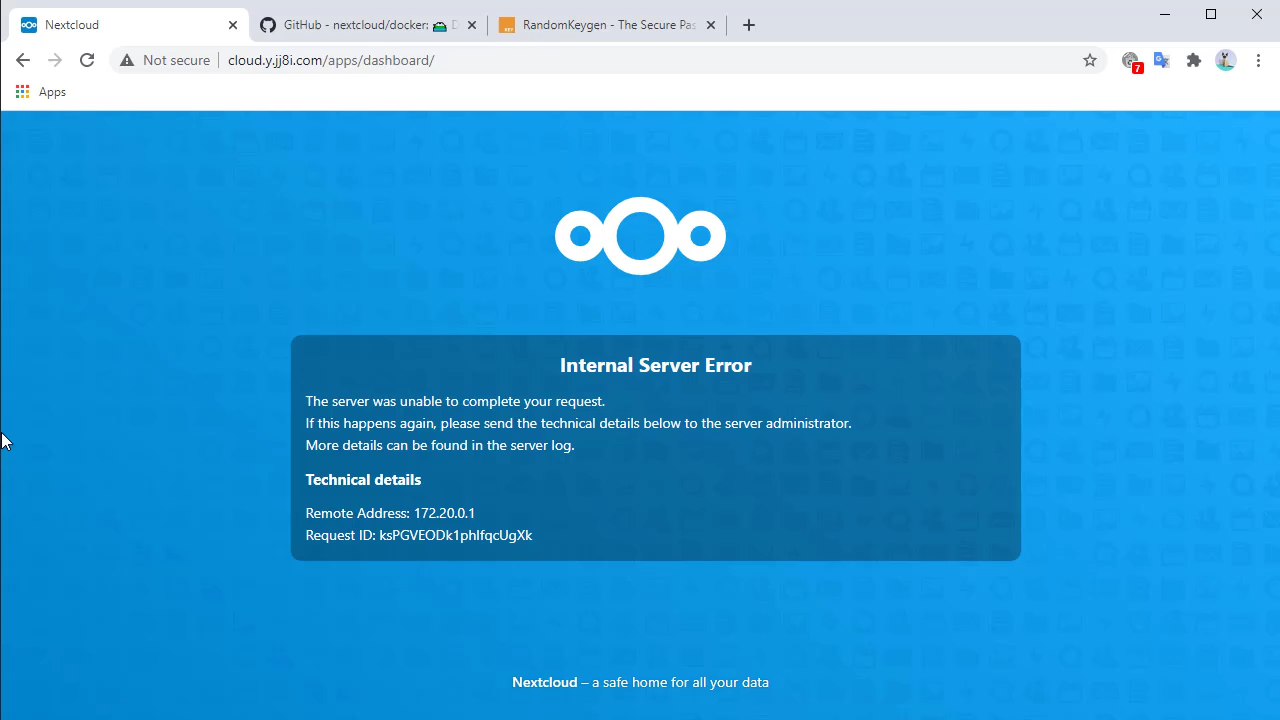 Nextcloud
GitHub - nextcloud/docker:
RandomKeygen - The Secure Pas
Not secure
cloud.y.jj8i.com/apps/dashboard/
7
Apps
Internal Server Error
The server was unable to complete your request.
If this happens again, please send the technical details below to the server administrator.
More details can be found in the server log.
Technical details
Remote Address: 172.20.0.1
Request ID: ksPGVEODk1phIfqcUgXk
Nextcloud – a safe home for all your data